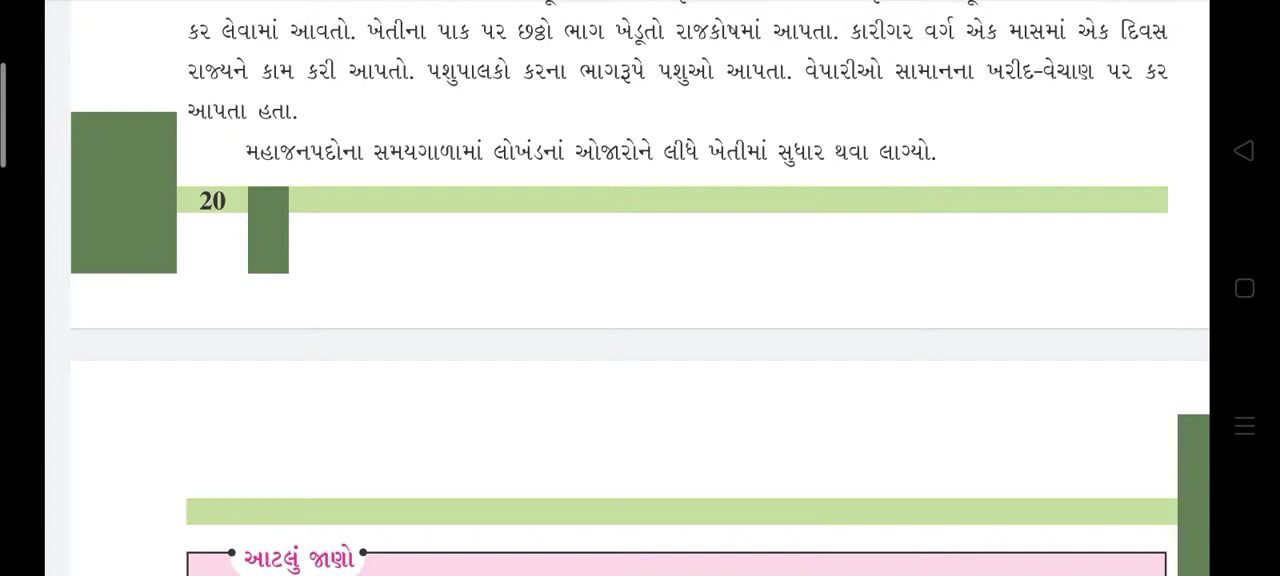 કર લેવામાં આવતો. ખેતીના પાક પર છઠ્ઠો ભાગ ખેડૂતો રાજકોષમાં આપતા. કારીગર વર્ગ એક માસમાં એક દિવસ
રાજ્યને કામ કરી આપતો. પશુપાલકો કરના ભાગરૂપે પશુઓ આપતા. વેપારીઓ સામાનના ખરીદ-વેચાણ પર કર
આપતા હતા.
મહાજનપદોના સમયગાળામાં લોખંડનાં ઓજારોને લીધે ખેતીમાં સુધાર થવા લાગ્યો.
20
આટલું જાણો